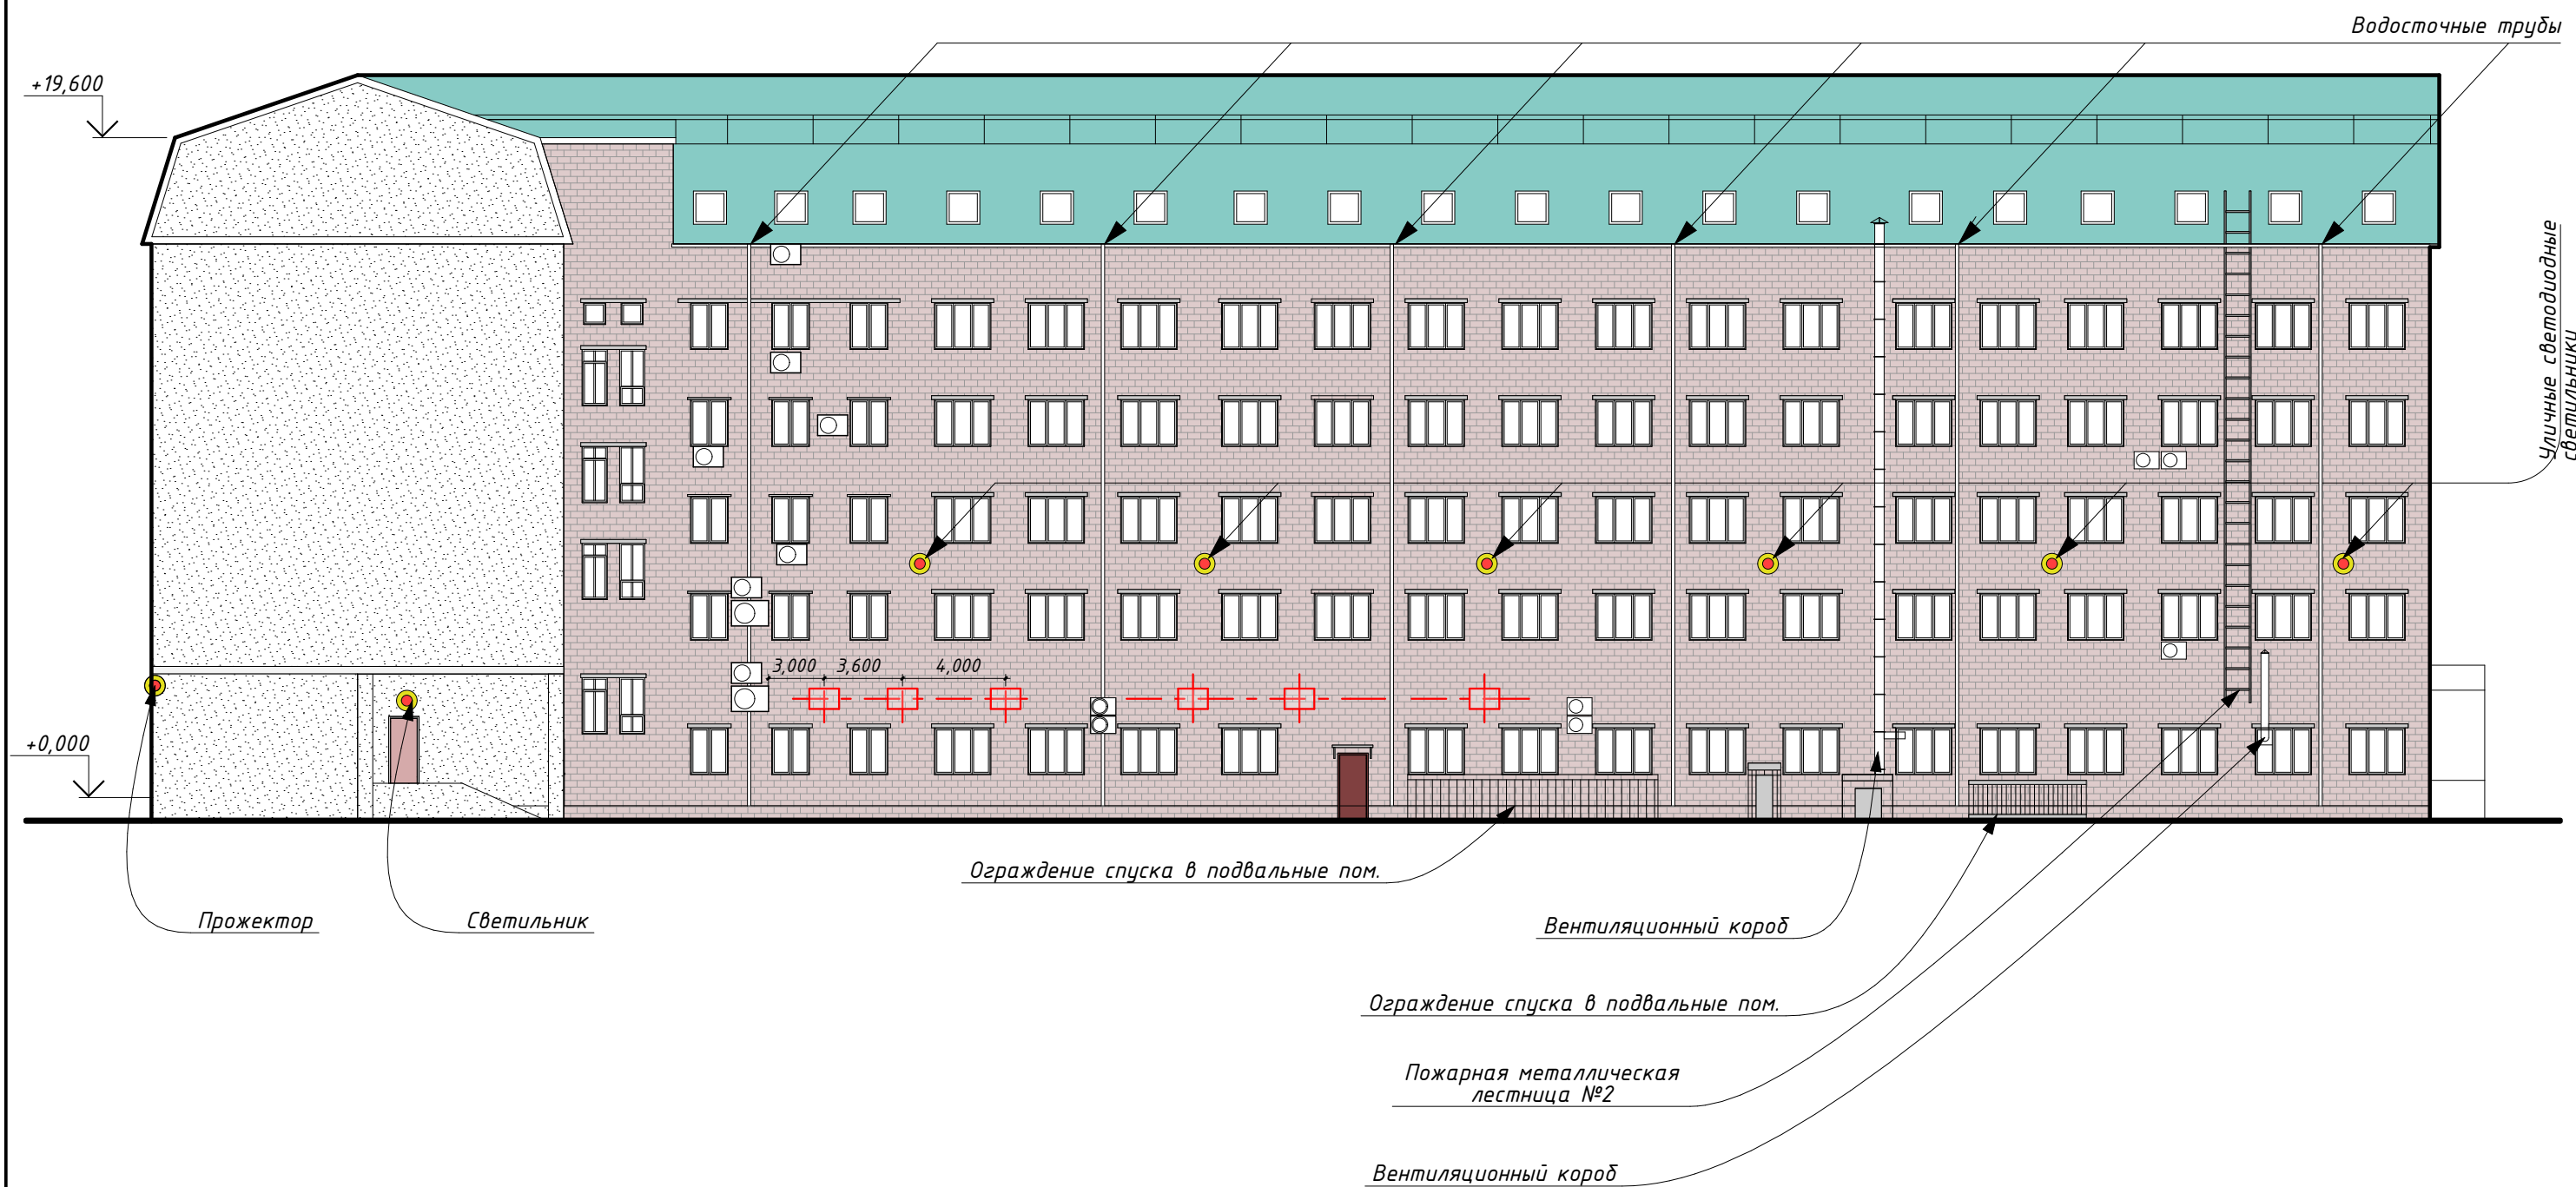 Водосточные трубы
+19,600
Уличные светодиодные
светильники
3,000
3,600
4,000
+0,000
Ограждение спуска в подвальные пом.
Прожектор
Светильник
Вентиляционный короб
Ограждение спуска в подвальные пом.
Пожарная металлическая
лестница №2
Вентиляционный короб